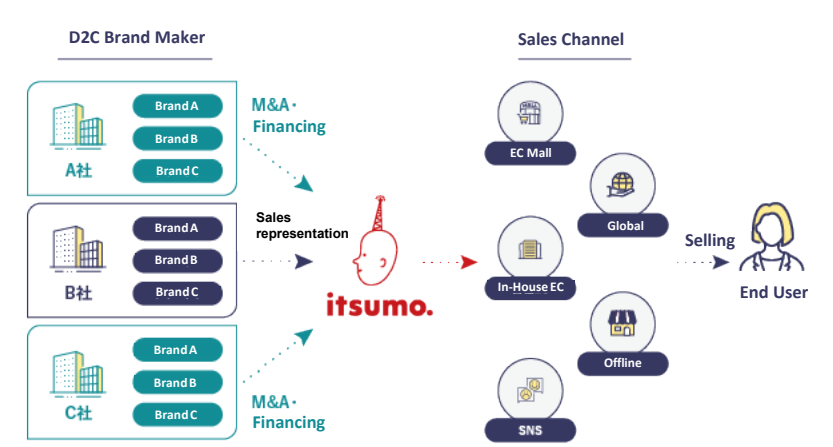 D2C Brand Maker
Sales Channel
Brand A
Brand B
Brand C
A社
M&A・
Financing
Brand A
Brand B
Brand C
B社
Sales
representation
Brand A
Brand B
Brand C
C社
M&A・
Financing
itsumo.
MALL
EC Mall
Global
In-House EC
Offline
SNS
Selling
End User